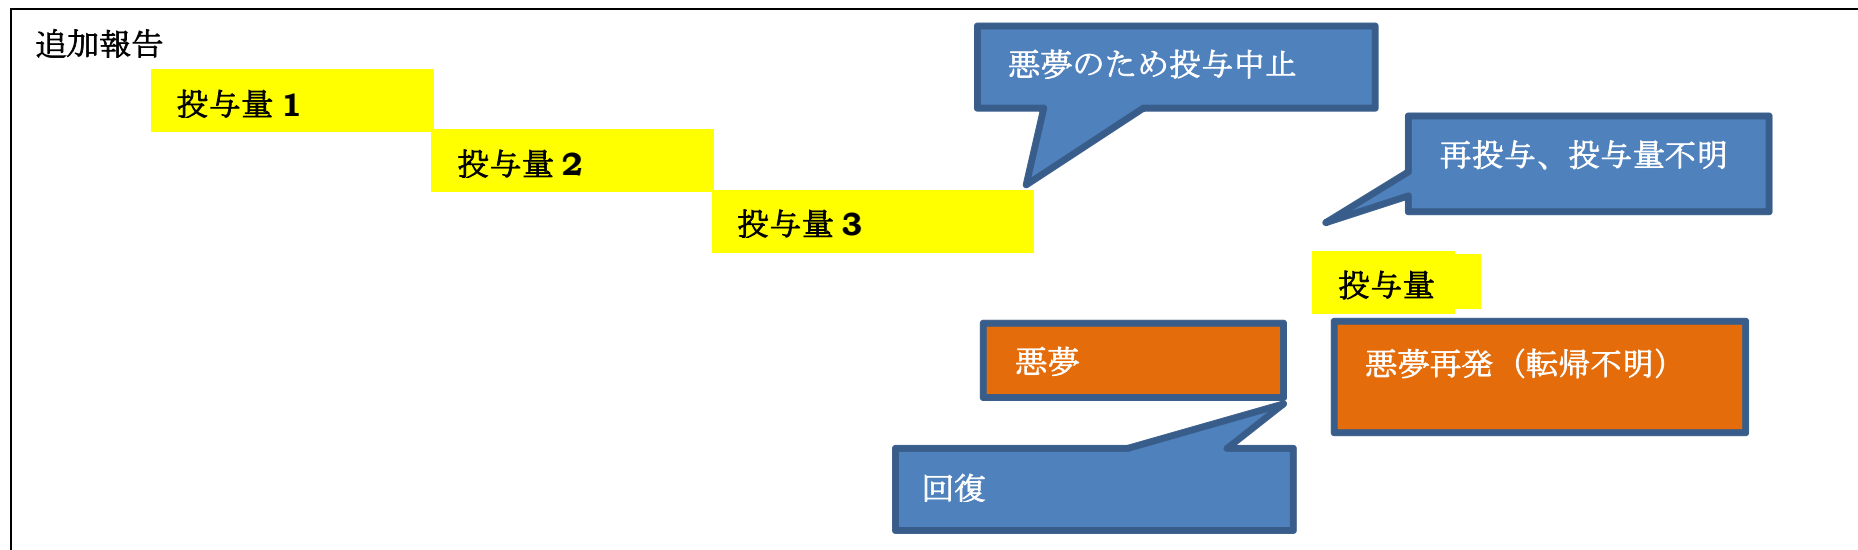 追加報告
悪夢のため投与中止
投与量 1
再投与、投与量不明
投与量 2
投与量 3
投与量
悪夢
悪夢再発（転帰不明）
回復